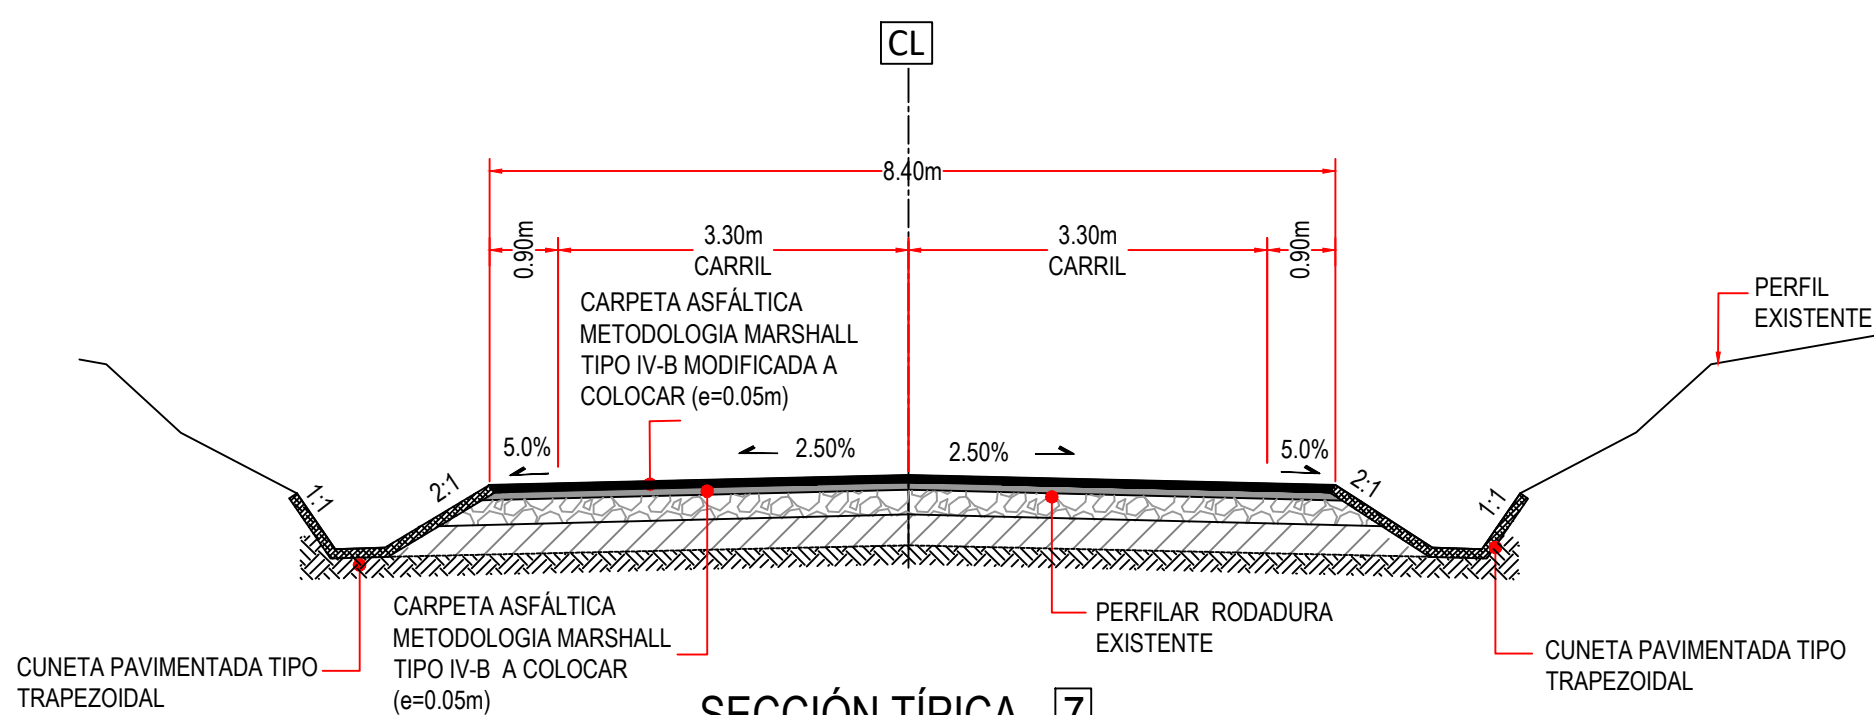 CL
8.40m
0.90m
3.30m
CARRIL
3.30m
CARRIL
0.90m
CARPETA ASFÁLTICA
METODOLOGIA MARSHALL
TIPO IV-B MODIFICADA A
COLOCAR (e=0.05m)
PERFIL
EXISTENTE
5.0%
2.50%
2.50%
5.0%
1:1
2:1
2:1
1:1
CARPETA ASFÁLTICA
METODOLOGIA MARSHALL
TIPO IV-B A COLOCAR
(e=0.05m)
PERFILAR RODADURA
EXISTENTE
CUNETA PAVIMENTADA TIPO
TRAPEZOIDAL
CUNETA PAVIMENTADA TIPO
TRAPEZOIDAL
SECCIÓN TÍPICA 7